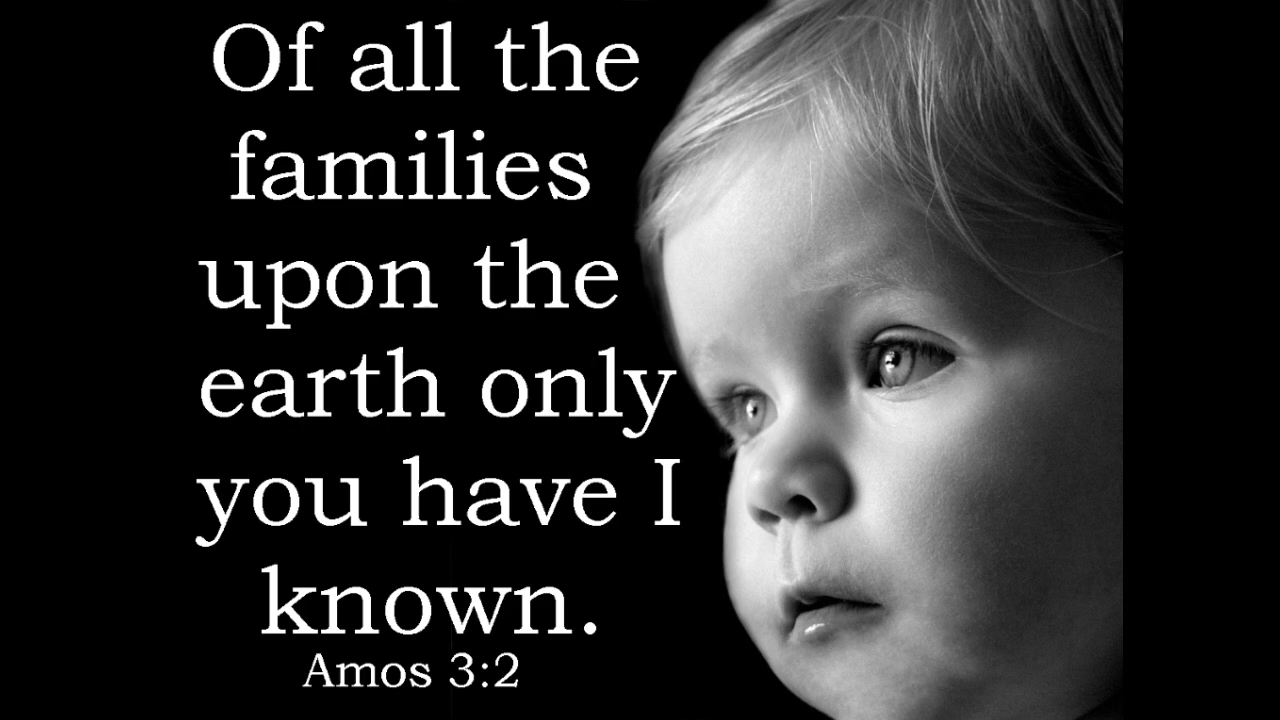 Of all the
families
upon the
earth only
you have I
known.
Amos 3:2